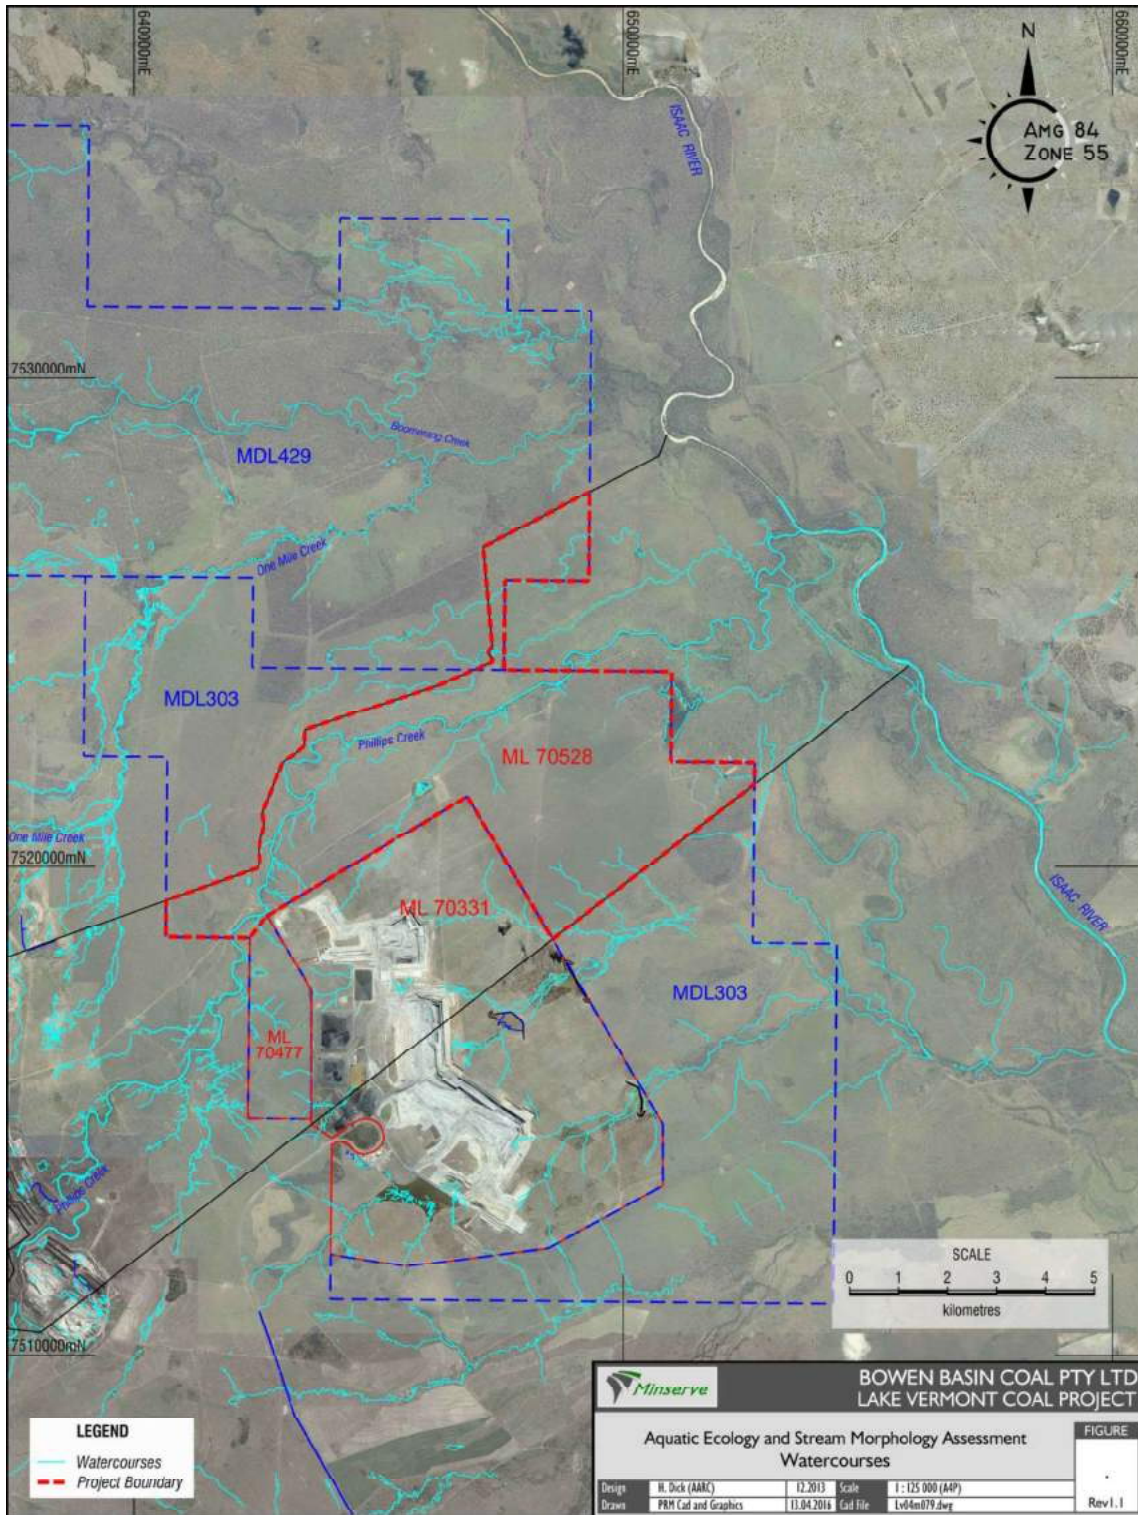 640000mE
650000mE
660000mE
N
AMG 84
ZONE 55
ISAAC RIVER
7530000mN
Boomerang Creek
MDL429
One Mile Creek
MDL303
Phillips Creek
ML 70528
One Mile Creek
7520000mN
ML 70331
ISAAC RIVER
MDL303
ML
70477
Phillips Creek
SCALE
0 1 2 3 4 5
kilometres
7510000mN
LEGEND
Watercourses
Project Boundary
Minserve
BOWEN BASIN COAL PTY LTD
LAKE VERMONT COAL PROJECT
Aquatic Ecology and Stream Morphology Assessment
Watercourses
FIGURE
.
Rev1.1
Design H. Dick (AARC) 12.2013 Scale 1 : 125 000 (A4P)
Drawn PRM Cad and Graphics 13.04.2016 Cad File Lv04m079.dwg